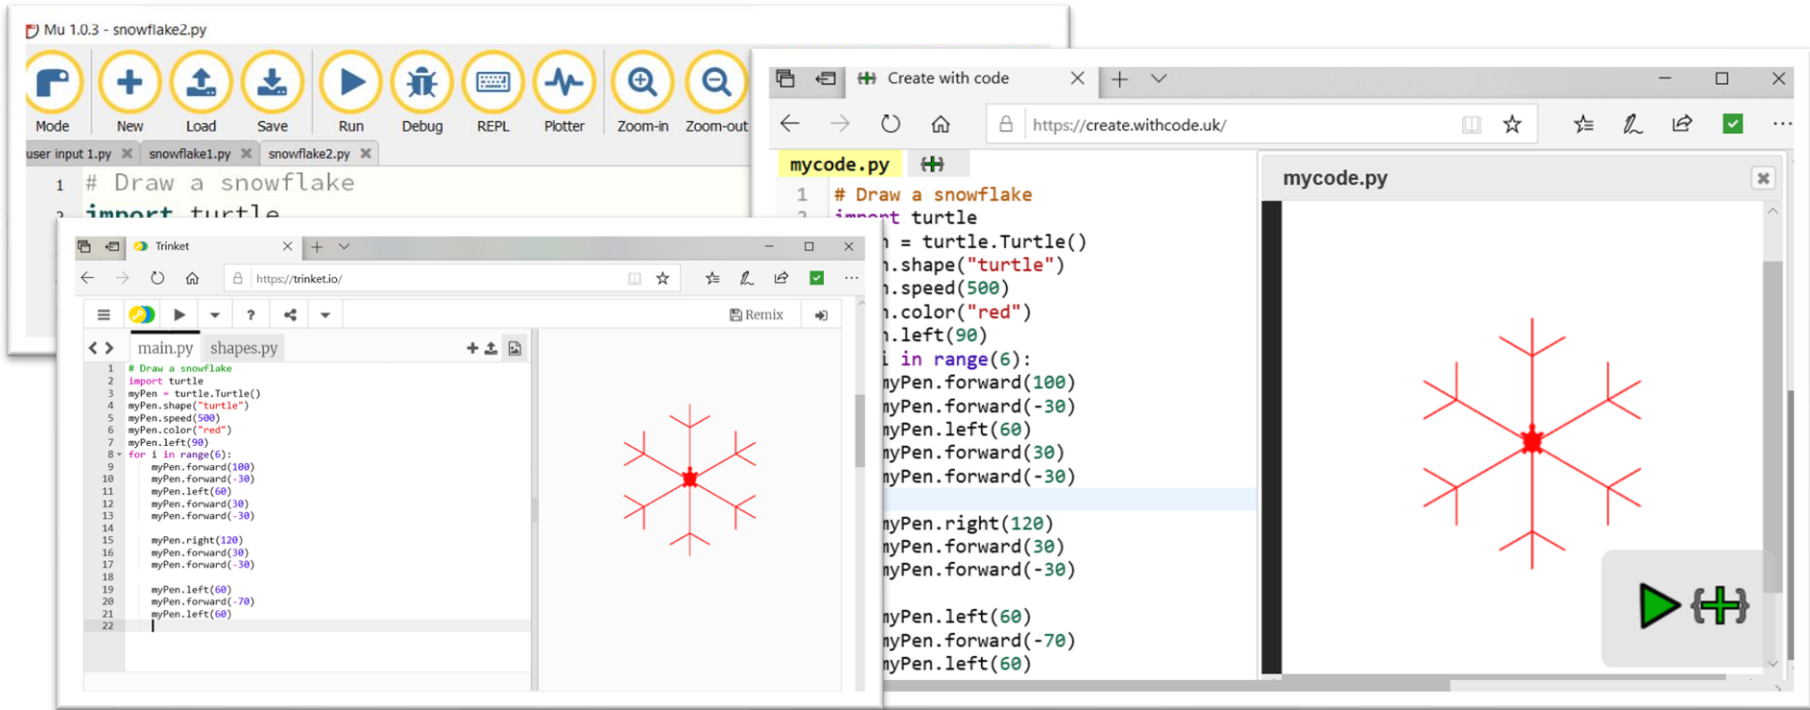 Mu 1.0.3 - snowflake2.py
Mode New Load Save Run Debug REPL Plotter Zoom-in Zoom-out
user input 1.py snowflake1.py snowflake2.py
1 # Draw a snowflake
2 import turtle
Trinket
https://trinket.io/
? Remix
main.py shapes.py
1 # Draw a snowflake
2 import turtle
3 myPen = turtle.Turtle()
4 myPen.shape("turtle")
5 myPen.speed(500)
6 myPen.color("red")
7 myPen.left(90)
8 for i in range(6):
9 myPen.forward(100)
10 myPen.forward(-30)
11 myPen.left(60)
12 myPen.forward(30)
13 myPen.forward(-30)
14
15 myPen.right(120)
16 myPen.forward(30)
17 myPen.forward(-30)
18
19 myPen.left(60)
20 myPen.forward(-70)
21 myPen.left(60)
22
Create with code
https://create.withcode.uk/
mycode.py {+}
1 # Draw a snowflake
2 import turtle
n = turtle.Turtle()
n.shape("turtle")
n.speed(500)
n.color("red")
n.left(90)
i in range(6):
myPen.forward(100)
myPen.forward(-30)
myPen.left(60)
myPen.forward(30)
myPen.forward(-30)
myPen.right(120)
myPen.forward(30)
myPen.forward(-30)
myPen.left(60)
myPen.forward(-70)
myPen.left(60)
mycode.py
{+}